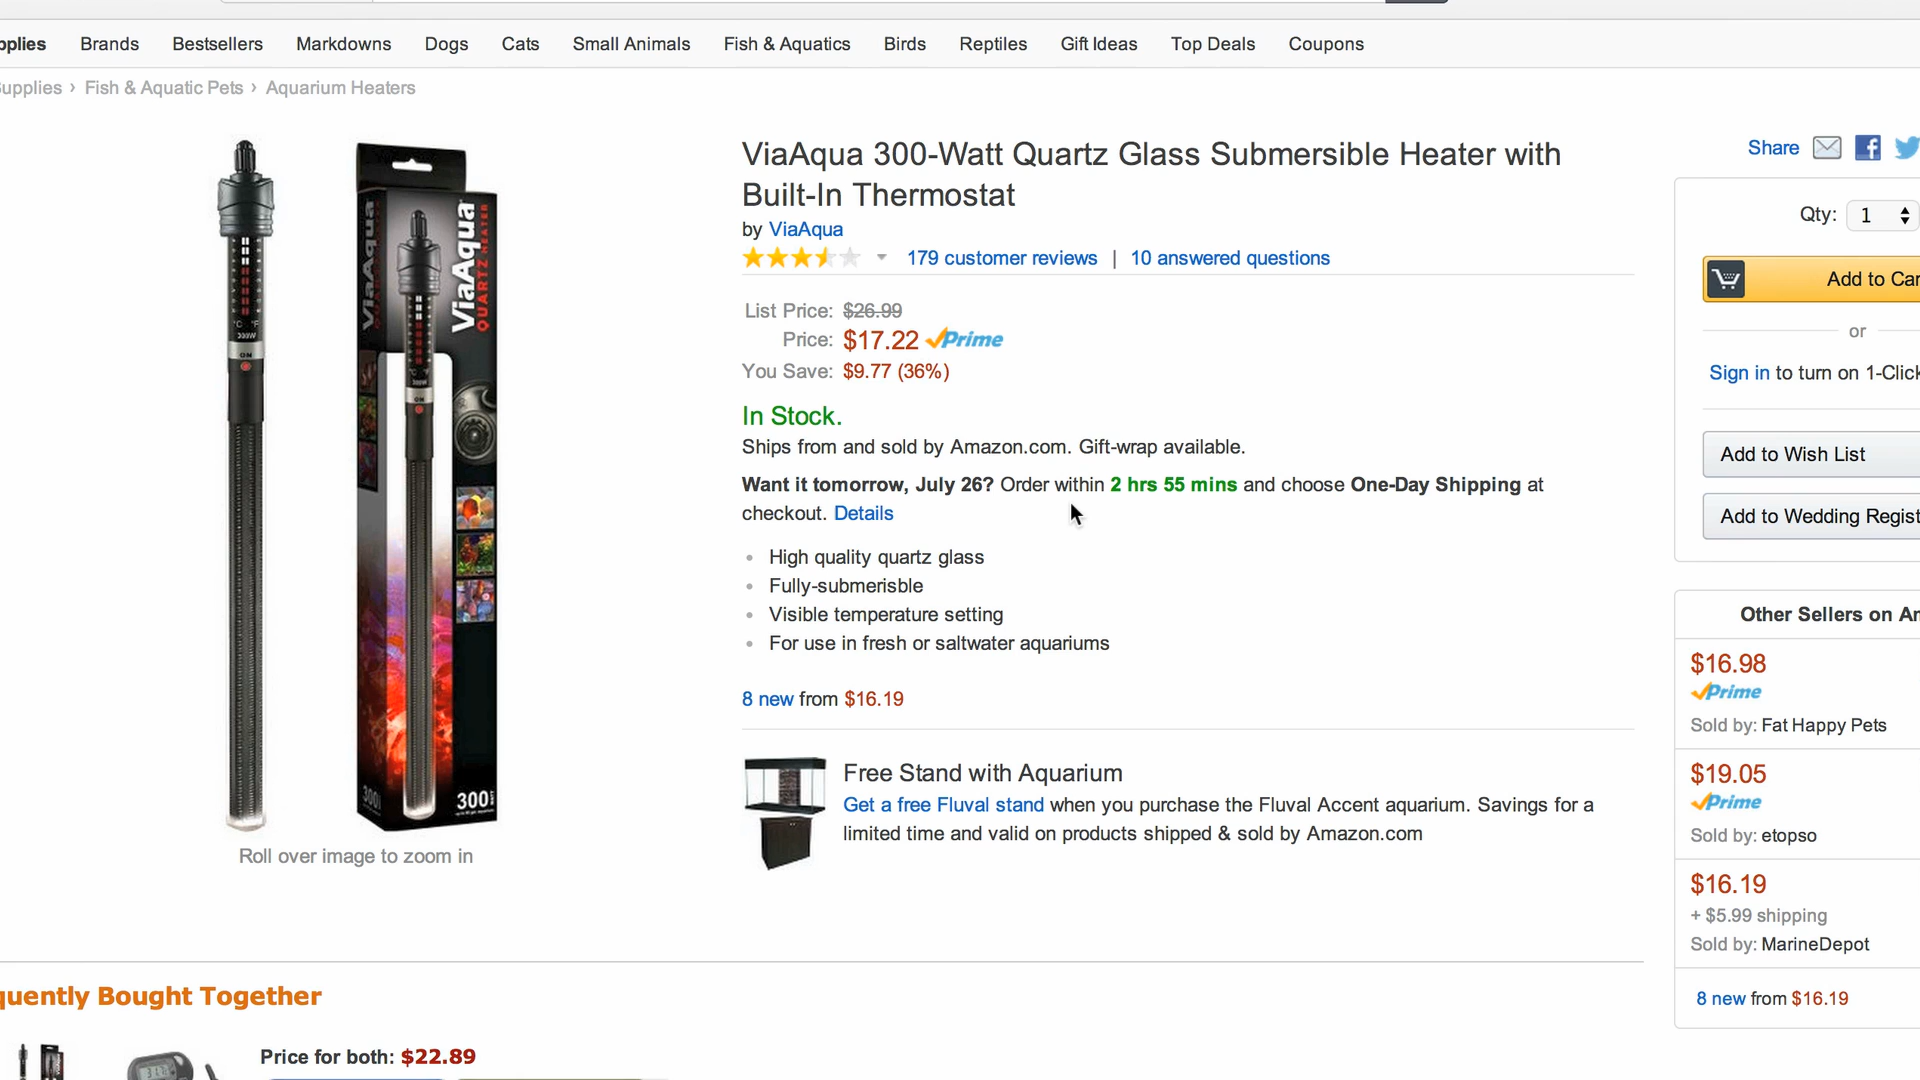 pplies Brands Bestsellers Markdowns Dogs Cats Small Animals Fish & Aquatics Birds Reptiles Gift Ideas Top Deals Coupons
upplies › Fish & Aquatic Pets › Aquarium Heaters
ViaAqua
QUARTZ HEATER
ViaAqua
°C °F
300W
ON
°C °F
300W
ON
300
300 WATT
Roll over image to zoom in
ViaAqua 300-Watt Quartz Glass Submersible Heater with
Built-In Thermostat
by ViaAqua
179 customer reviews | 10 answered questions
List Price: $26.99
Price: $17.22 Prime
You Save: $9.77 (36%)
In Stock.
Ships from and sold by Amazon.com. Gift-wrap available.
Want it tomorrow, July 26? Order within 2 hrs 55 mins and choose One-Day Shipping at
checkout. Details
• High quality quartz glass
• Fully-submerisble
• Visible temperature setting
• For use in fresh or saltwater aquariums
8 new from $16.19
Free Stand with Aquarium
Get a free Fluval stand when you purchase the Fluval Accent aquarium. Savings for a
limited time and valid on products shipped & sold by Amazon.com
Share
Qty: 1
Add to Car
or
Sign in to turn on 1-Click
Add to Wish List
Add to Wedding Regist
Other Sellers on Am
$16.98
Prime
Sold by: Fat Happy Pets
$19.05
Prime
Sold by: etopso
$16.19
+ $5.99 shipping
Sold by: MarineDepot
8 new from $16.19
quently Bought Together
Price for both: $22.89